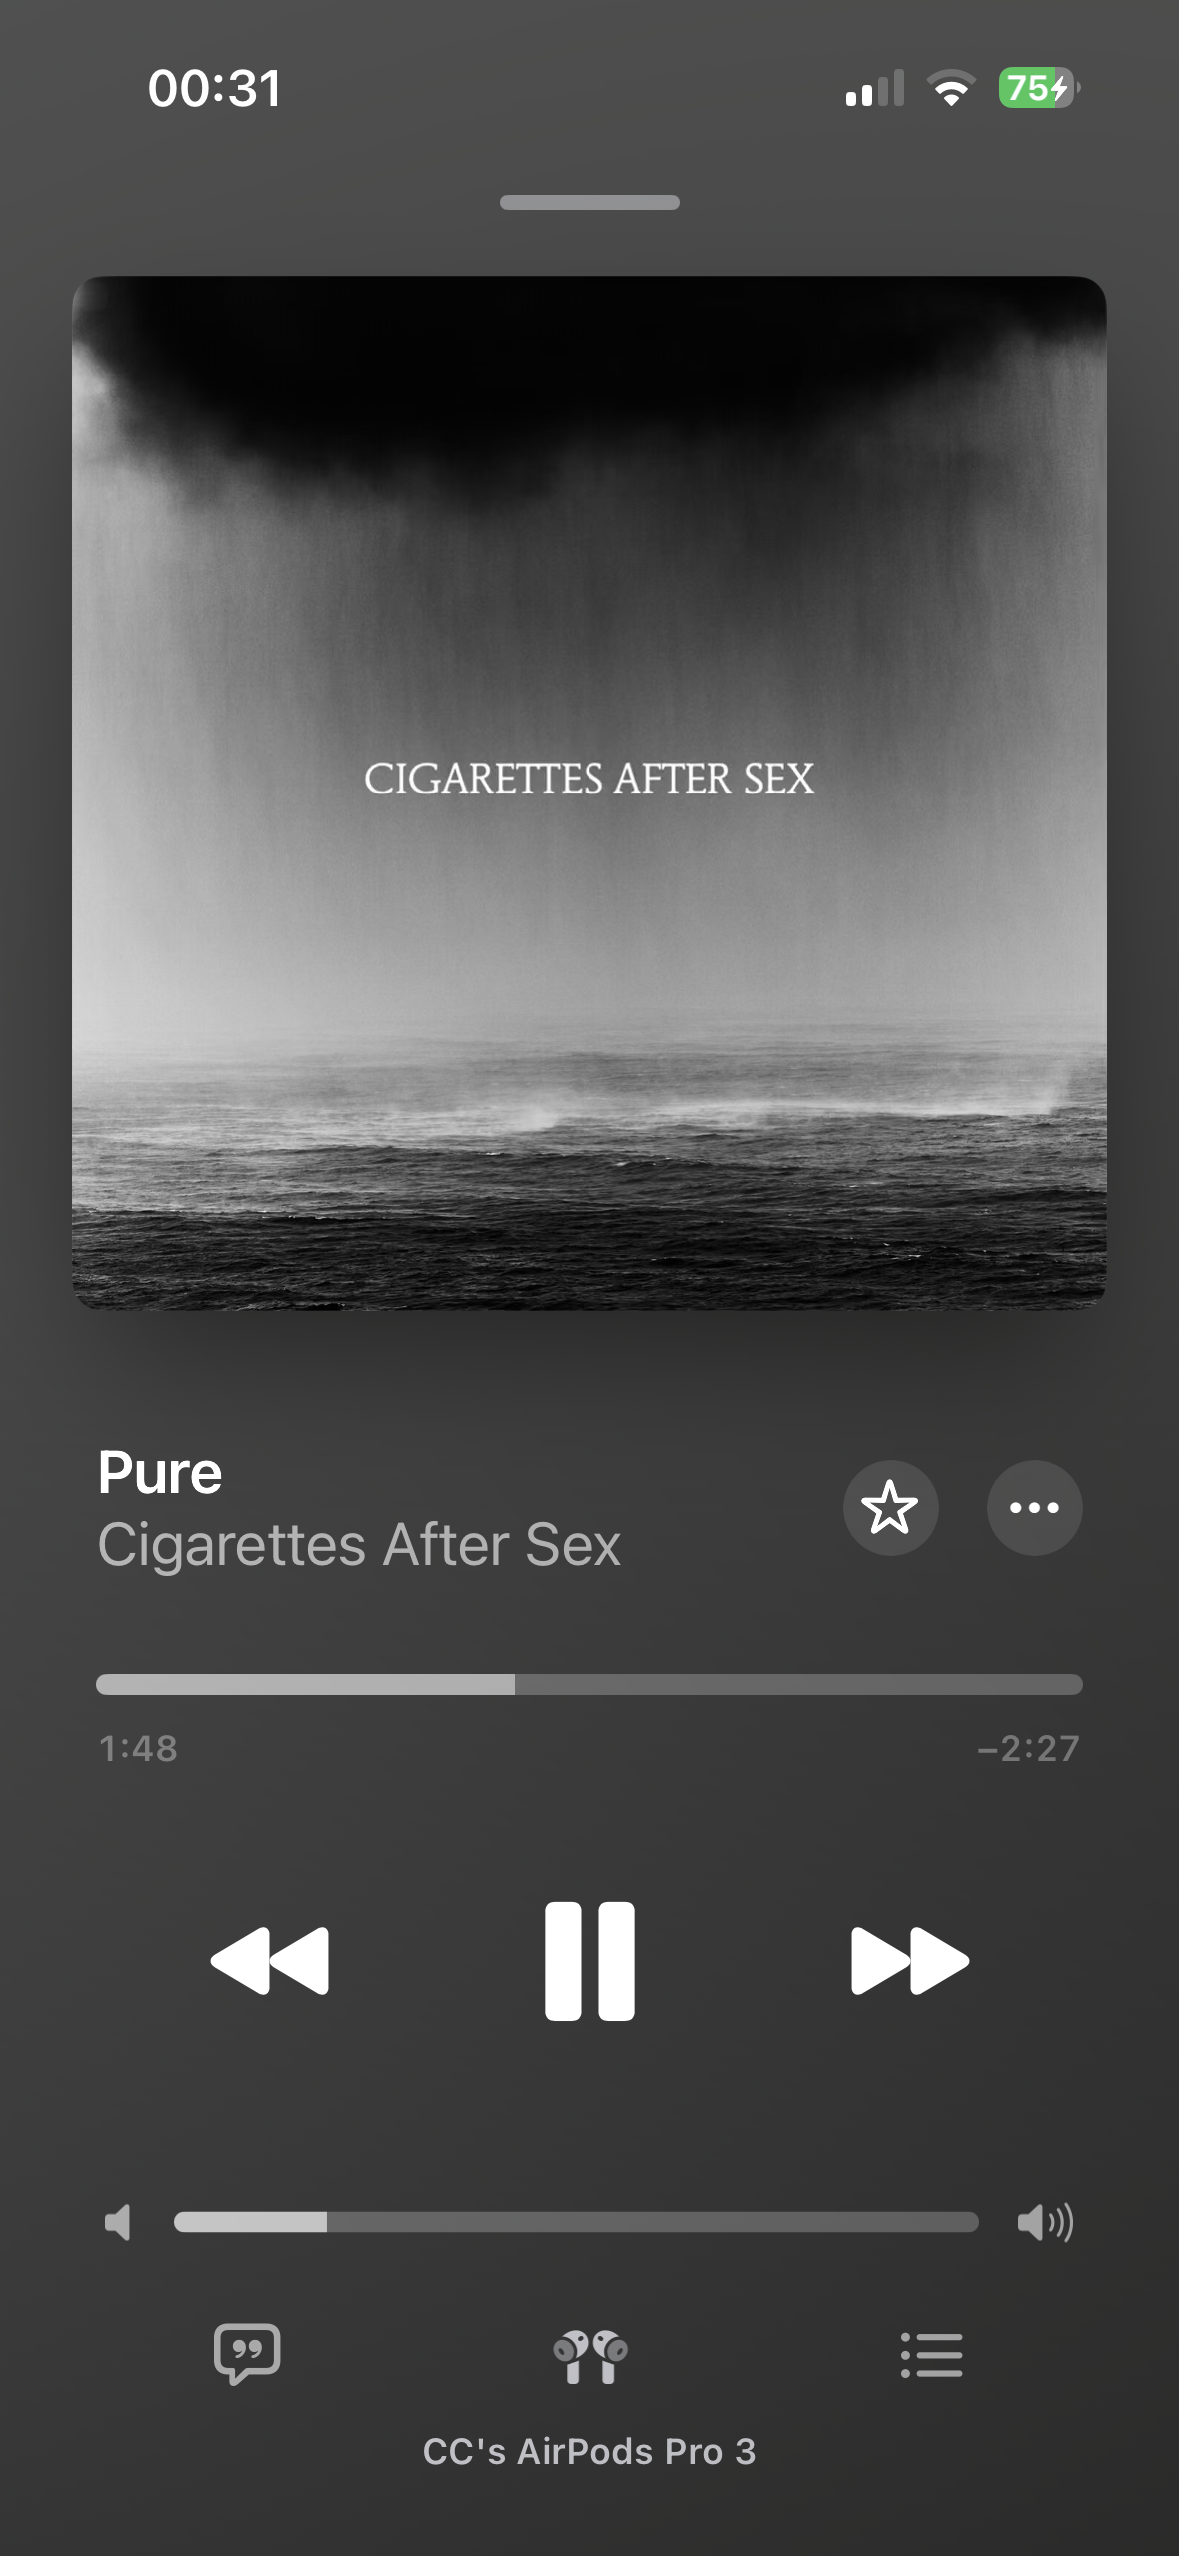 00:31
75
CIGARETTES AFTER SEX
Pure
Cigarettes After Sex
1:48
–2:27
CC's AirPods Pro 3